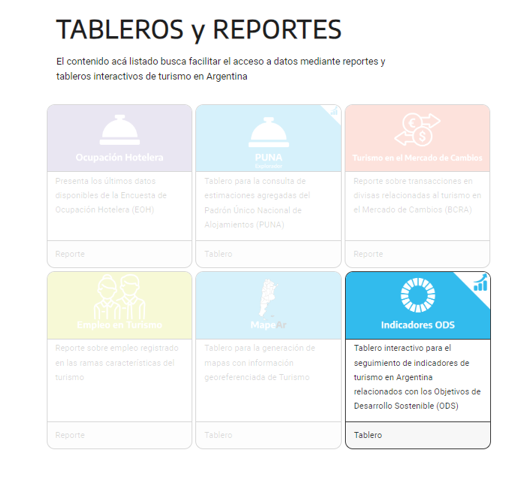 TABLEROS y REPORTES
El contenido acá listado busca facilitar el acceso a datos mediante reportes y
tableros interactivos de turismo en Argentina
Ocupación Hotelera
Presenta los últimos datos
disponibles de la Encuesta de
Ocupación Hotelera (EOH)
Reporte
PUNA
Tablero para la consulta de
estimaciones agregadas del
Padrón Único Nacional de
Alojamientos (PUNA)
Tablero
Turismo en el Mercado de Cambios
Reporte sobre transacciones en
divisas relacionadas al turismo en
el Mercado de Cambios (BCRA)
Reporte
Empleo en Turismo
Reporte sobre empleo registrado
en las ramas características del
turismo
Reporte
MapeAr
Tablero para la generación de
mapas con información
georeferenciada de Turismo
Tablero
Indicadores ODS
Tablero interactivo para el
seguimiento de indicadores de
turismo en Argentina
relacionados con los Objetivos de
Desarrollo Sostenible (ODS)
Tablero